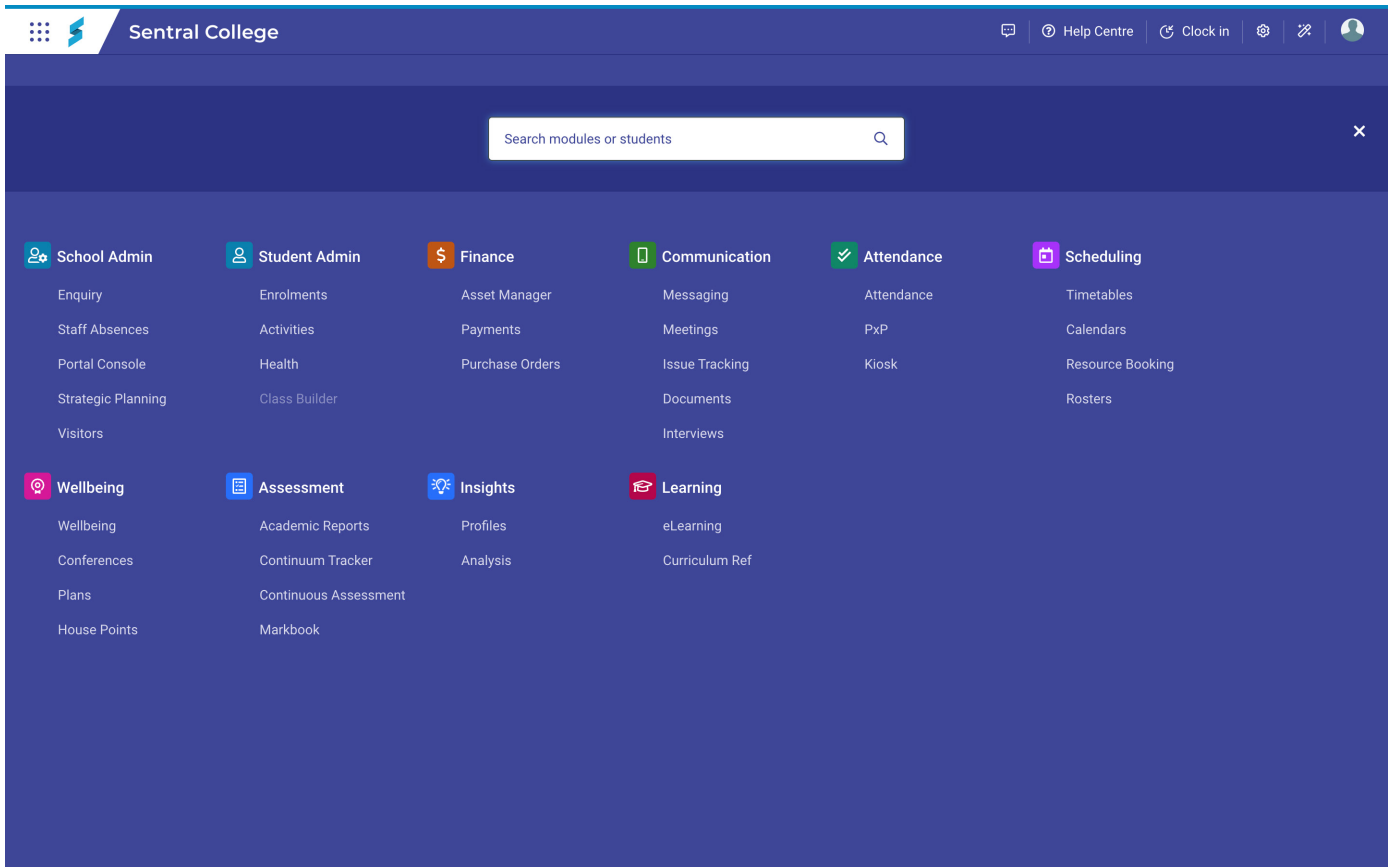 Sentral College
Help Centre
Clock in
Search modules or students
School Admin
Enquiry
Staff Absences
Portal Console
Strategic Planning
Visitors
Student Admin
Enrolments
Activities
Health
Class Builder
Finance
Asset Manager
Payments
Purchase Orders
Communication
Messaging
Meetings
Issue Tracking
Documents
Interviews
Attendance
Attendance
PxP
Kiosk
Scheduling
Timetables
Calendars
Resource Booking
Rosters
Wellbeing
Wellbeing
Conferences
Plans
House Points
Assessment
Academic Reports
Continuum Tracker
Continuous Assessment
Markbook
Insights
Profiles
Analysis
Learning
eLearning
Curriculum Ref